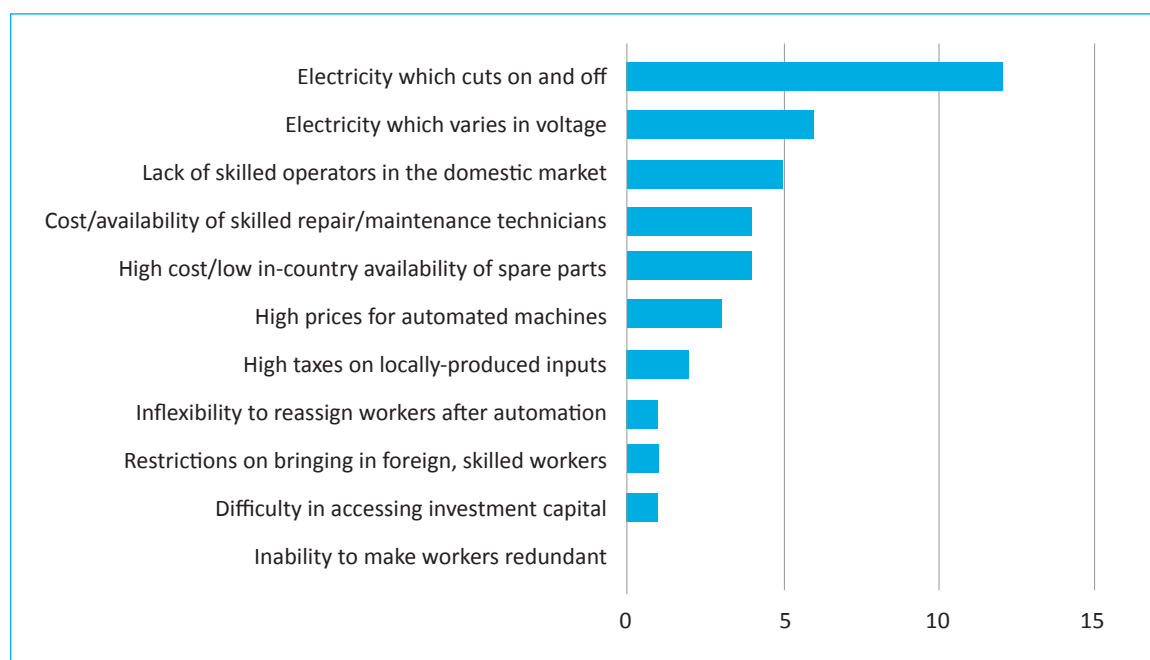 Electricity which cuts on and off
Electricity which varies in voltage
Lack of skilled operators in the domestic market
Cost/availability of skilled repair/maintenance technicians
High cost/low in-country availability of spare parts
High prices for automated machines
High taxes on locally-produced inputs
Inflexibility to reassign workers after automation
Restrictions on bringing in foreign, skilled workers
Difficulty in accessing investment capital
Inability to make workers redundant
0 5 10 15